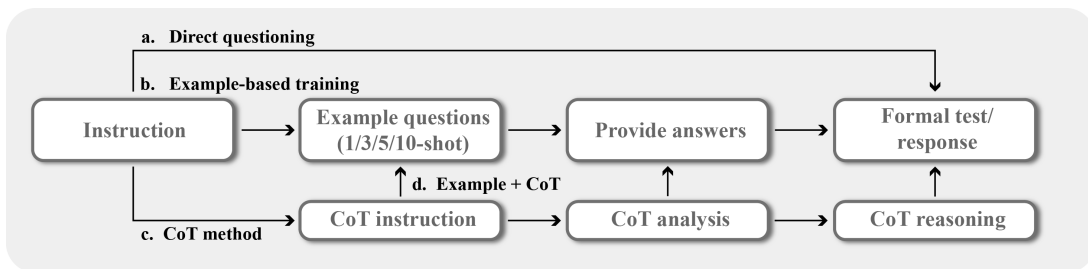 a. Direct questioning
b. Example-based training
Instruction
Example questions
(1/3/5/10-shot)
Provide answers
Formal test/
response
d. Example + CoT
CoT instruction
CoT analysis
CoT reasoning
c. CoT method